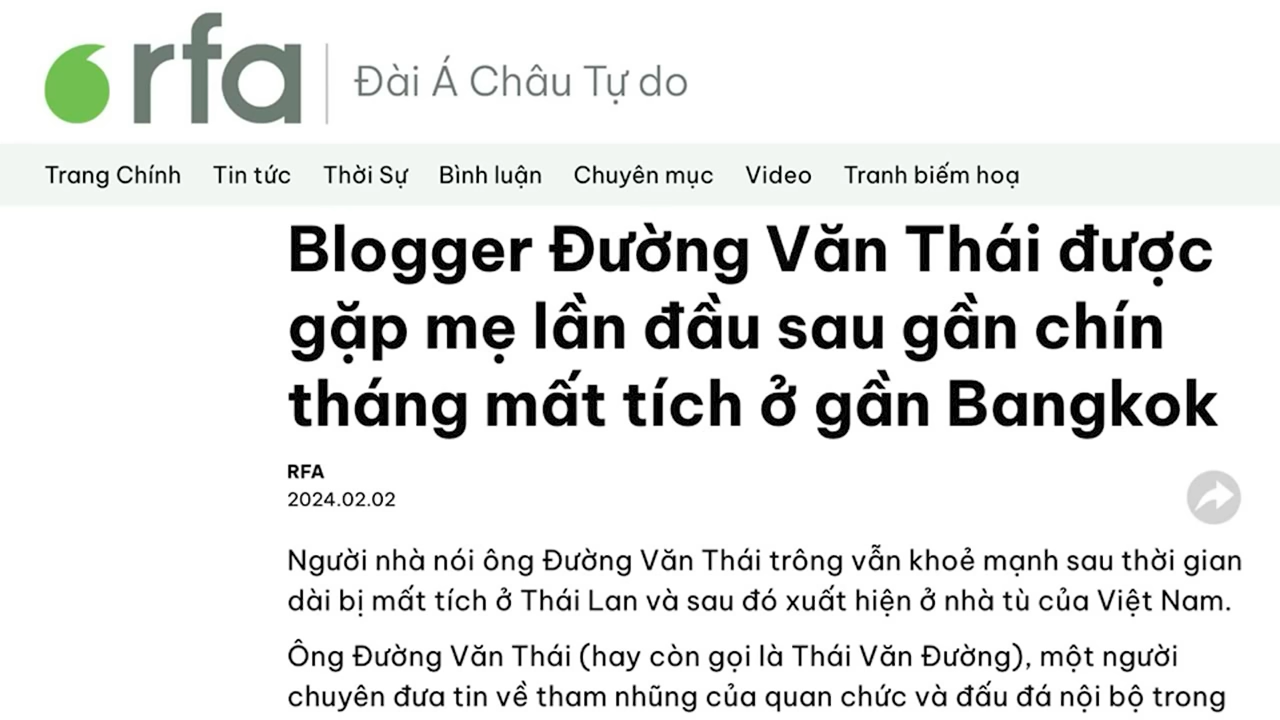 rfa Đài Á Châu Tự do
Trang Chính Tin tức Thời Sự Bình luận Chuyên mục Video Tranh biếm hoạ
Blogger Đường Văn Thái được
gặp mẹ lần đầu sau gần chín
tháng mất tích ở gần Bangkok
RFA
2024.02.02
Người nhà nói ông Đường Văn Thái trông vẫn khoẻ mạnh sau thời gian
dài bị mất tích ở Thái Lan và sau đó xuất hiện ở nhà tù của Việt Nam.
Ông Đường Văn Thái (hay còn gọi là Thái Văn Đường), một người
chuyên đưa tin về tham nhũng của quan chức và đấu đá nội bộ trong